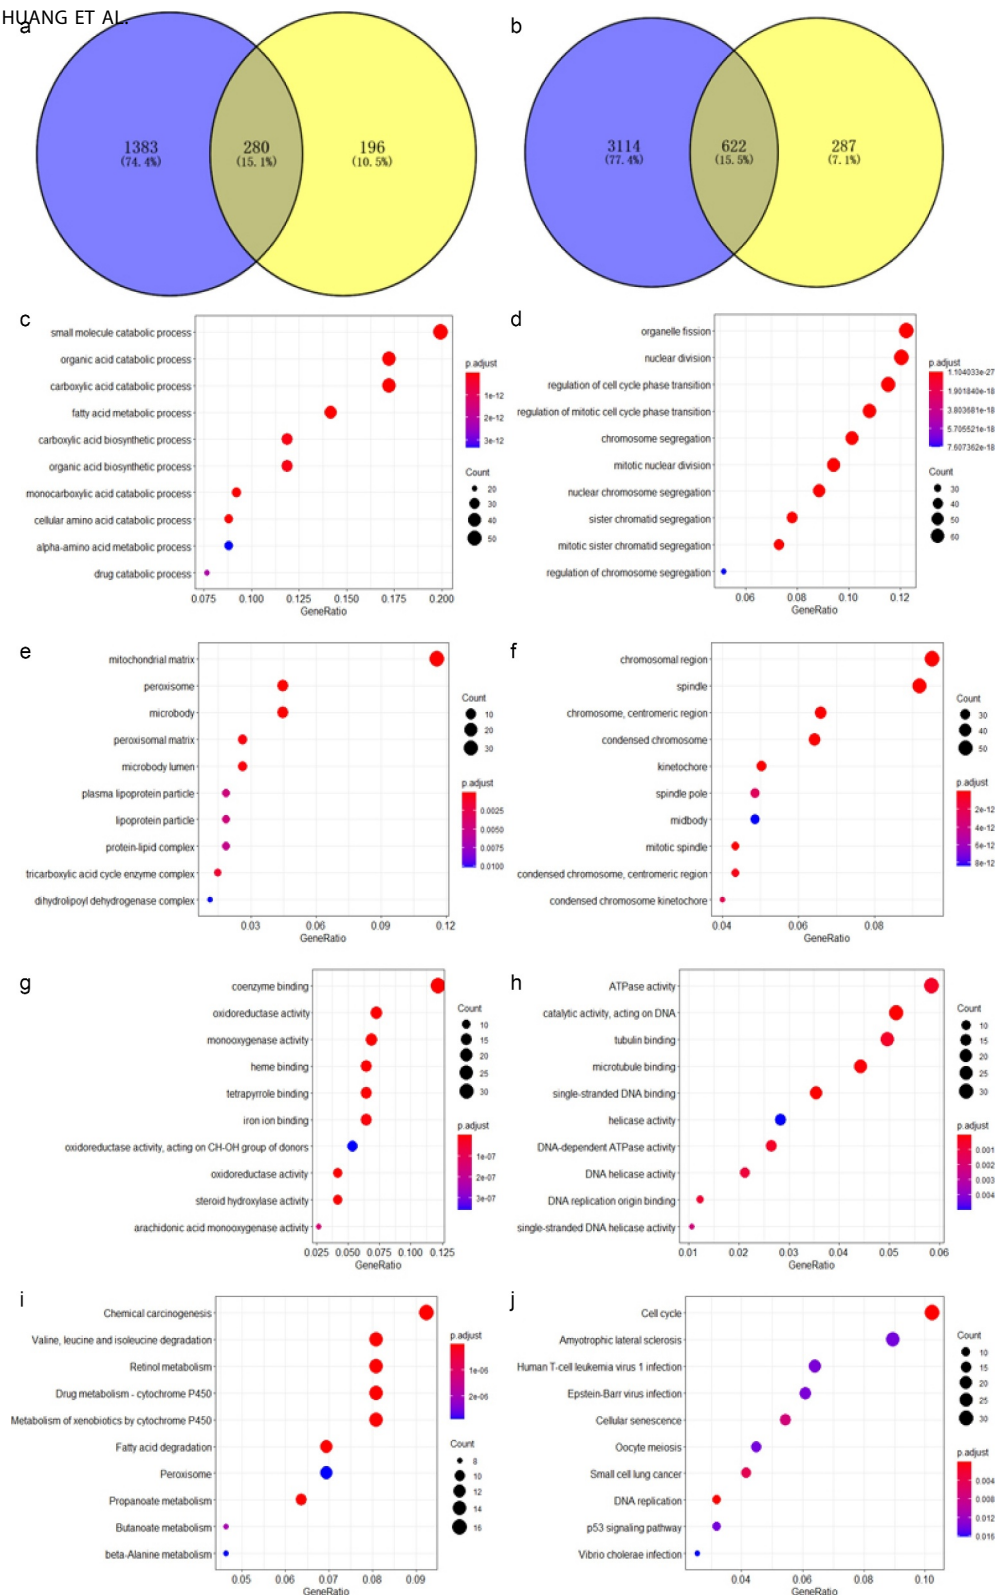 HUANG ET AL.
a
b
1383
(74.4%)
280
(15.1%)
196
(10.5%)
3114
(77.4%)
622
(15.5%)
287
(7.1%)
c
small molecule catabolic process
organic acid catabolic process
carboxylic acid catabolic process
fatty acid metabolic process
carboxylic acid biosynthetic process
organic acid biosynthetic process
monocarboxylic acid catabolic process
cellular amino acid catabolic process
alpha-amino acid metabolic process
drug catabolic process
0.075 0.100 0.125 0.150 0.175 0.200
GeneRatio
p.adjust
1e-12
2e-12
3e-12
Count
20
30
40
50
d
organelle fission
nuclear division
regulation of cell cycle phase transition
regulation of mitotic cell cycle phase transition
chromosome segregation
mitotic nuclear division
nuclear chromosome segregation
sister chromatid segregation
mitotic sister chromatid segregation
regulation of chromosome segregation
0.06 0.08 0.10 0.12
GeneRatio
p.adjust
1.104033e-27
1.901840e-18
3.803681e-18
5.705521e-18
7.607362e-18
Count
30
40
50
60
e
mitochondrial matrix
peroxisome
microbody
peroxisomal matrix
microbody lumen
plasma lipoprotein particle
lipoprotein particle
protein-lipid complex
tricarboxylic acid cycle enzyme complex
dihydrolipoyl dehydrogenase complex
0.03 0.06 0.09 0.12
GeneRatio
Count
10
20
30
p.adjust
0.0025
0.0050
0.0075
0.0100
f
chromosomal region
spindle
chromosome, centromeric region
condensed chromosome
kinetochore
spindle pole
midbody
mitotic spindle
condensed chromosome, centromeric region
condensed chromosome kinetochore
0.04 0.06 0.08
GeneRatio
Count
30
40
50
p.adjust
2e-12
4e-12
6e-12
8e-12
g
coenzyme binding
oxidoreductase activity
monooxygenase activity
heme binding
tetrapyrrole binding
iron ion binding
oxidoreductase activity, acting on CH-OH group of donors
oxidoreductase activity
steroid hydroxylase activity
arachidonic acid monooxygenase activity
0.025 0.050 0.075 0.100 0.125
GeneRatio
Count
10
15
20
25
30
p.adjust
1e-07
2e-07
3e-07
h
ATPase activity
catalytic activity, acting on DNA
tubulin binding
microtubule binding
single-stranded DNA binding
helicase activity
DNA-dependent ATPase activity
DNA helicase activity
DNA replication origin binding
single-stranded DNA helicase activity
0.01 0.02 0.03 0.04 0.05 0.06
GeneRatio
Count
10
15
20
25
30
p.adjust
0.001
0.002
0.003
0.004
i
Chemical carcinogenesis
Valine, leucine and isoleucine degradation
Retinol metabolism
Drug metabolism - cytochrome P450
Metabolism of xenobiotics by cytochrome P450
Fatty acid degradation
Peroxisome
Propanoate metabolism
Butanoate metabolism
beta-Alanine metabolism
0.05 0.06 0.07 0.08 0.09
GeneRatio
p.adjust
1e-06
2e-06
Count
8
10
12
14
16
j
Cell cycle
Amyotrophic lateral sclerosis
Human T-cell leukemia virus 1 infection
Epstein-Barr virus infection
Cellular senescence
Oocyte meiosis
Small cell lung cancer
DNA replication
p53 signaling pathway
Vibrio cholerae infection
0.04 0.06 0.08 0.10
GeneRatio
Count
10
15
20
25
30
p.adjust
0.004
0.008
0.012
0.016